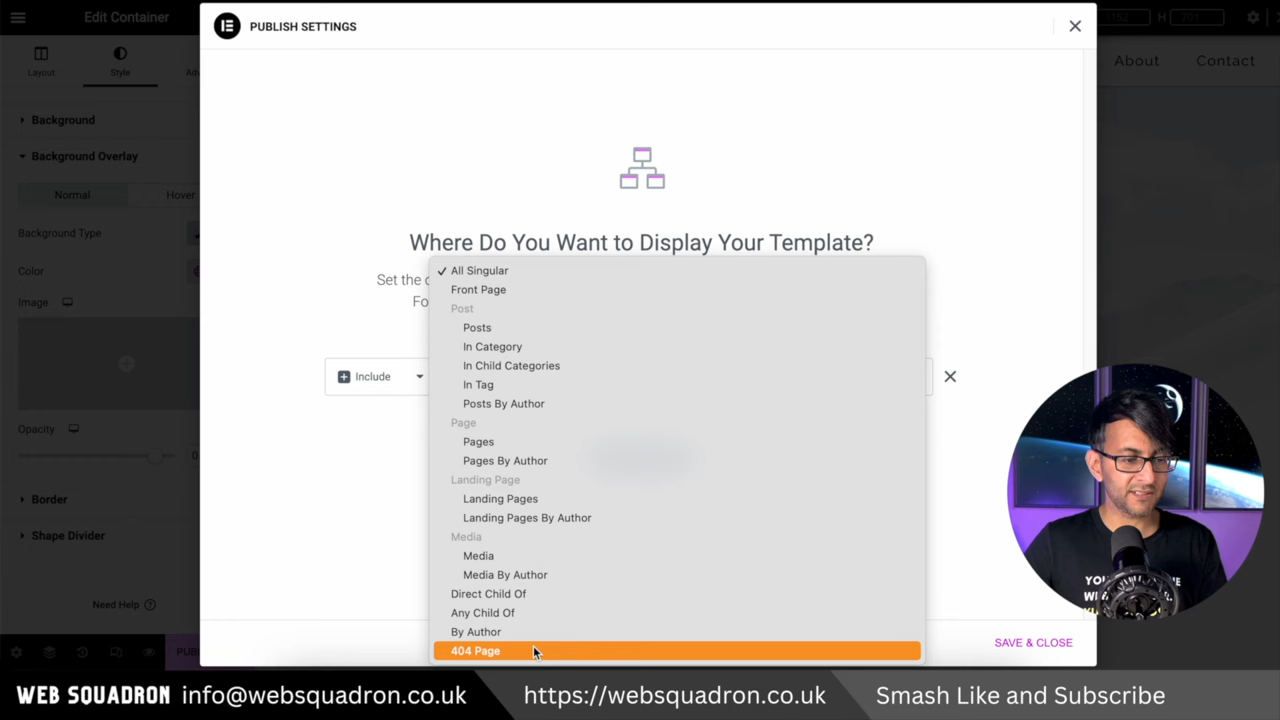 Edit Container
PUBLISH SETTINGS
H
Layout
Style
About
Contact
Background
Background Overlay
Normal
Hover
Background Type
Color
Image
Opacity
0
Border
Shape Divider
Need Help
Where Do You Want to Display Your Template?
Set the c
Fo
Include
All Singular
Front Page
Post
Posts
In Category
In Child Categories
In Tag
Posts By Author
Page
Pages
Pages By Author
Landing Page
Landing Pages
Landing Pages By Author
Media
Media
Media By Author
Direct Child Of
Any Child Of
By Author
404 Page
SAVE & CLOSE
WEB SQUADRON
info@websquadron.co.uk
https://websquadron.co.uk
Smash Like and Subscribe